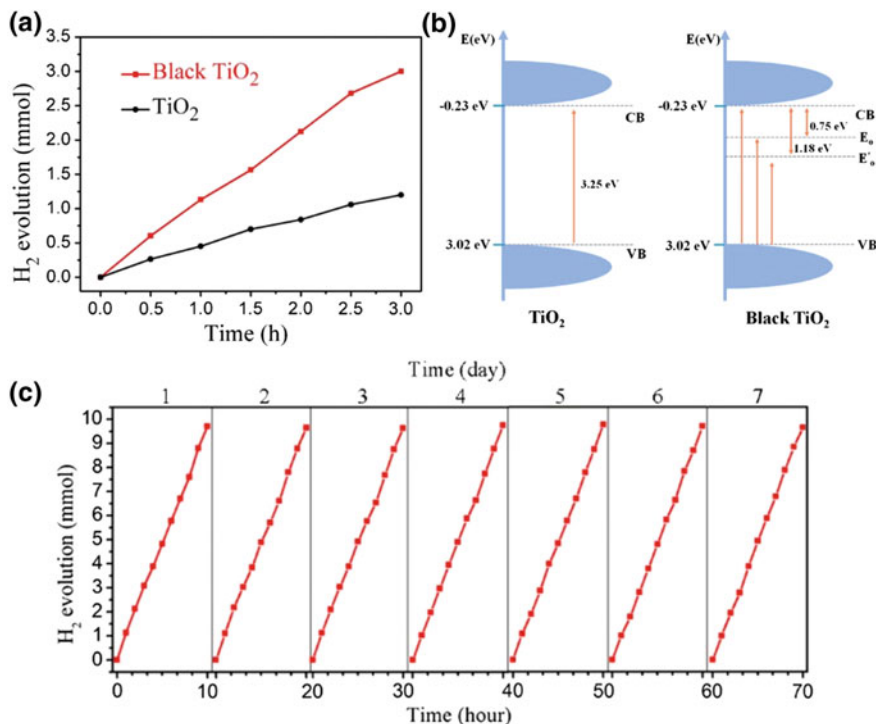 (a)
Black TiO₂
TiO₂
H₂ evolution (mmol)
3.0
2.5
2.0
1.5
1.0
0.5
0.0
0.0 0.5 1.0 1.5 2.0 2.5 3.0
Time (h)
(b)
E(eV)
-0.23 eV
CB
3.25 eV
3.02 eV
VB
TiO₂
E(eV)
-0.23 eV
CB
0.75 eV
Eₒ
1.18 eV
E'ₒ
3.02 eV
VB
Black TiO₂
(c)
Time (day)
1 2 3 4 5 6 7
H₂ evolution (mmol)
10
9
8
7
6
5
4
3
2
1
0
0 10 20 30 40 50 60 70
Time (hour)